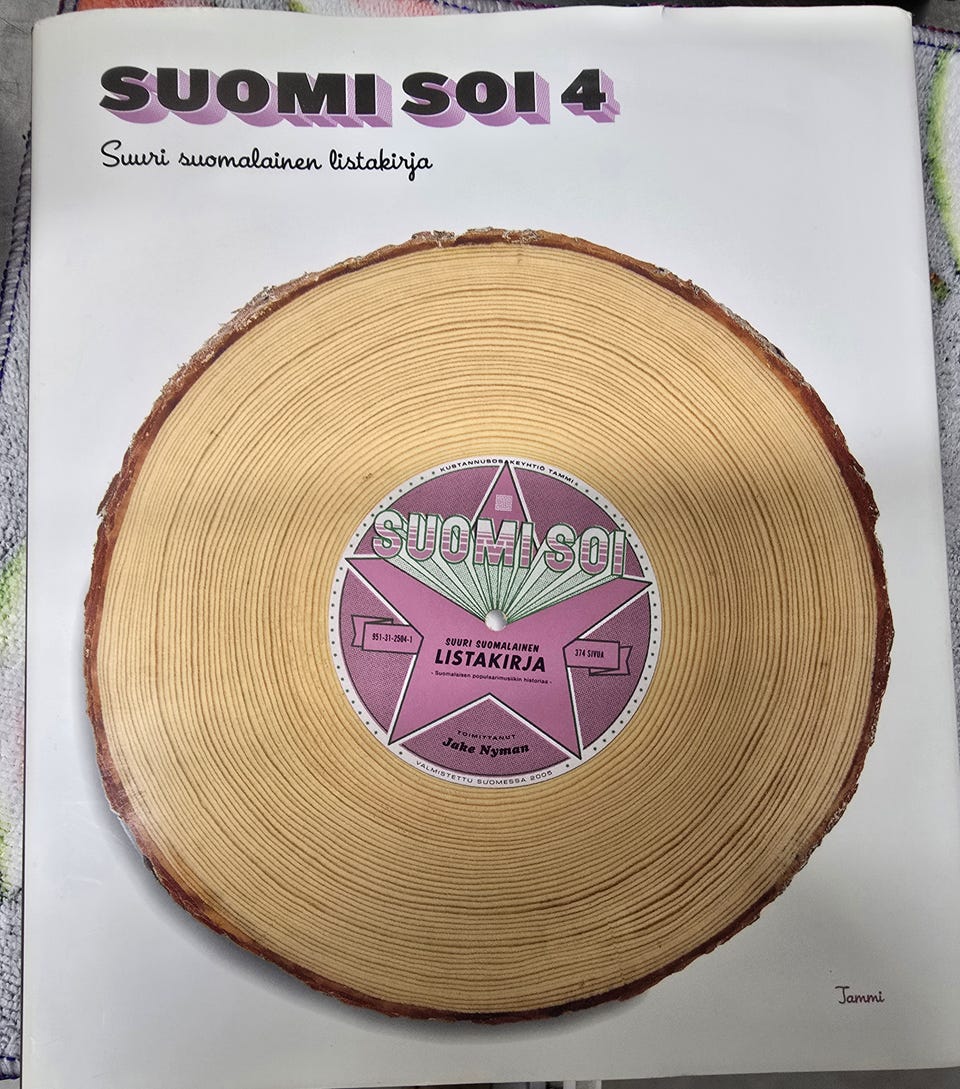 SUOMI SOI 4
Suuri suomalainen listakirja
KUSTANNUSOSAKEYHTIÖ TAMMI
SUOMI SOI
951-31-2504-1
SUURI SUOMALAINEN
LISTAKIRJA
- Suomalaisen populaarimusiikin historiaa -
374 SIVUA
TOIMITTANUT
Jake Nyman
VALMISTETTU SUOMESSA 2005
Tammi